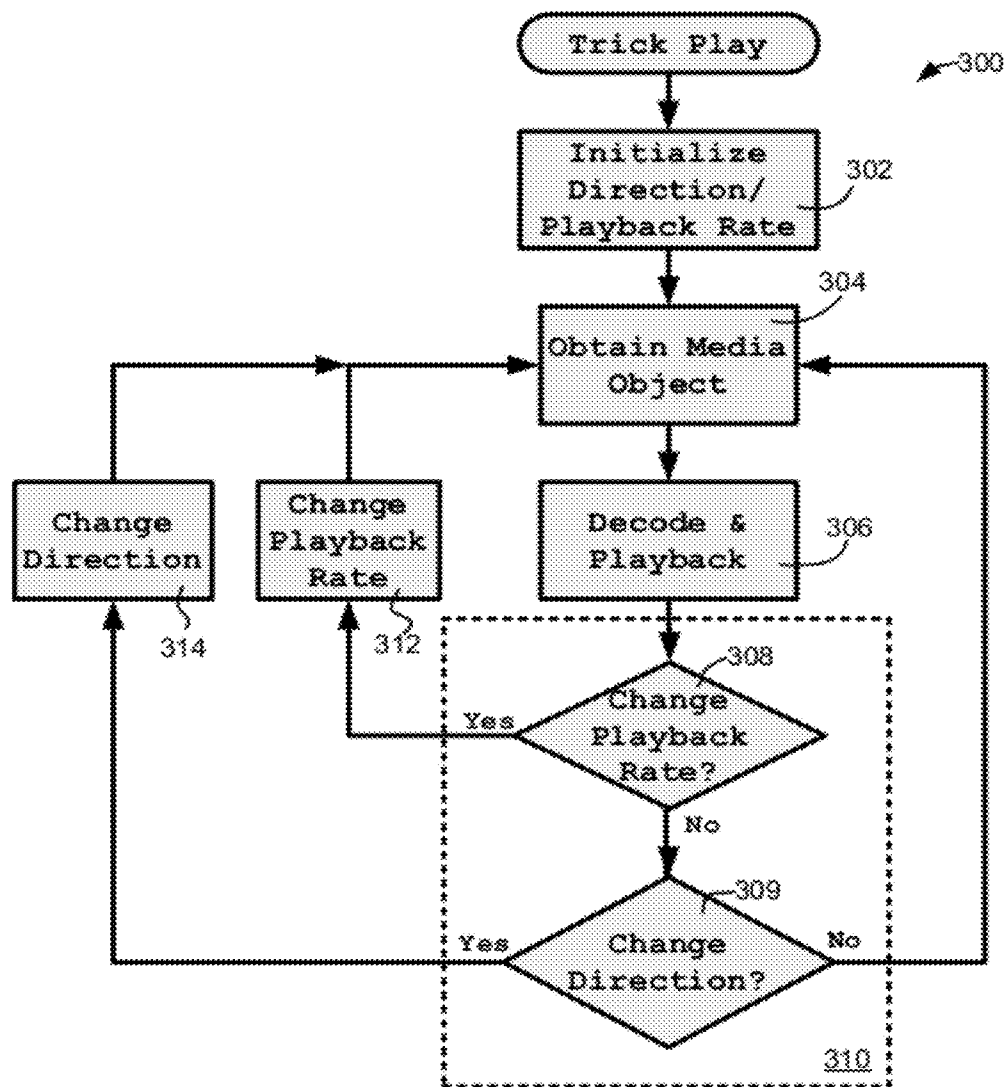 Trick Play
300
Initialize
Direction/
Playback Rate
302
304
Obtain Media
Object
Change
Direction
314
Change
Playback
Rate
312
Decode &
Playback
306
308
Change
Playback
Rate?
Yes
No
309
Change
Direction?
Yes
No
310